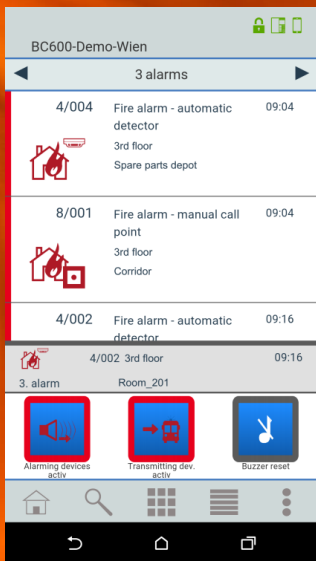 BC600-Demo-Wien
3 alarms
4/004 Fire alarm - automatic 09:04
detector
3rd floor
Spare parts depot
8/001 Fire alarm - manual call 09:04
point
3rd floor
Corridor
4/002 Fire alarm - automatic 09:16
detector
4/002 3rd floor 09:16
3. alarm Room_201
Alarming devices
activ
Transmitting dev.
activ
Buzzer reset